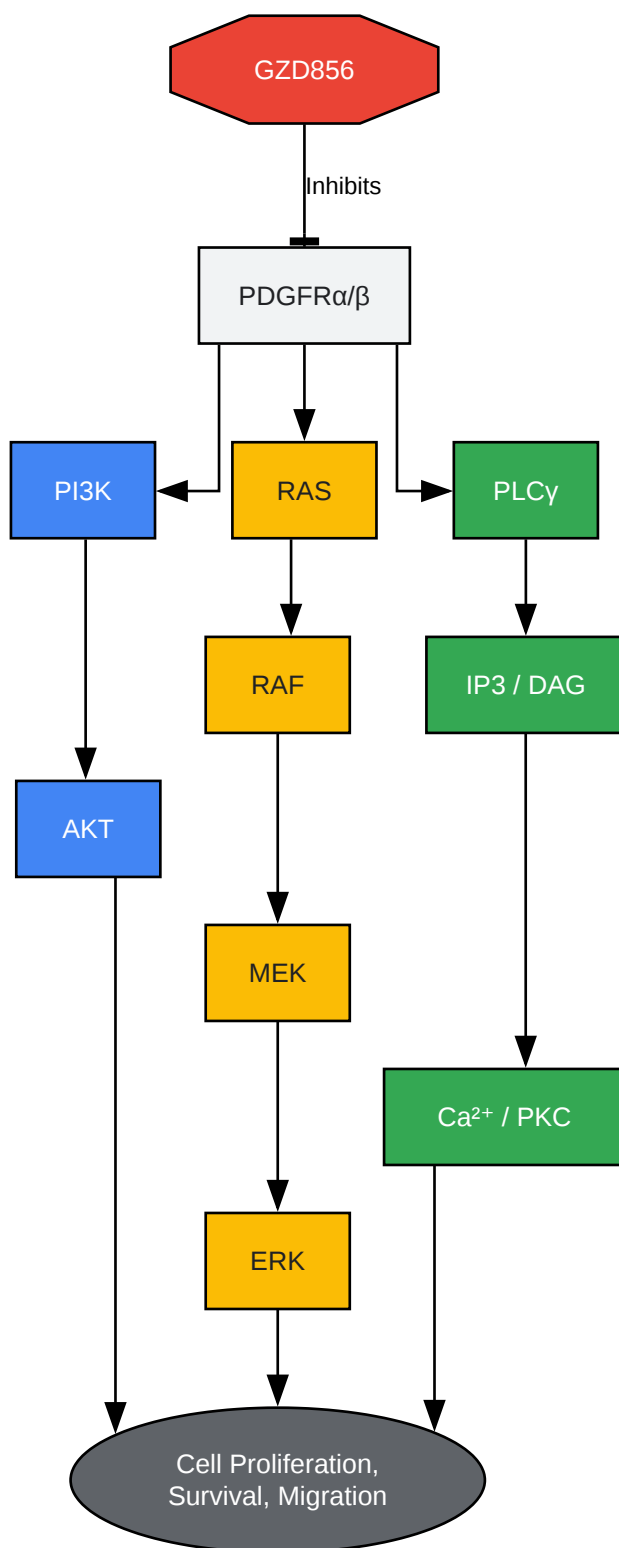 GZD856
Inhibits
PDGFRα/β
PI3K
RAS
PLCγ
RAF
IP3 / DAG
AKT
MEK
Ca²⁺ / PKC
ERK
Cell Proliferation,
Survival, Migration